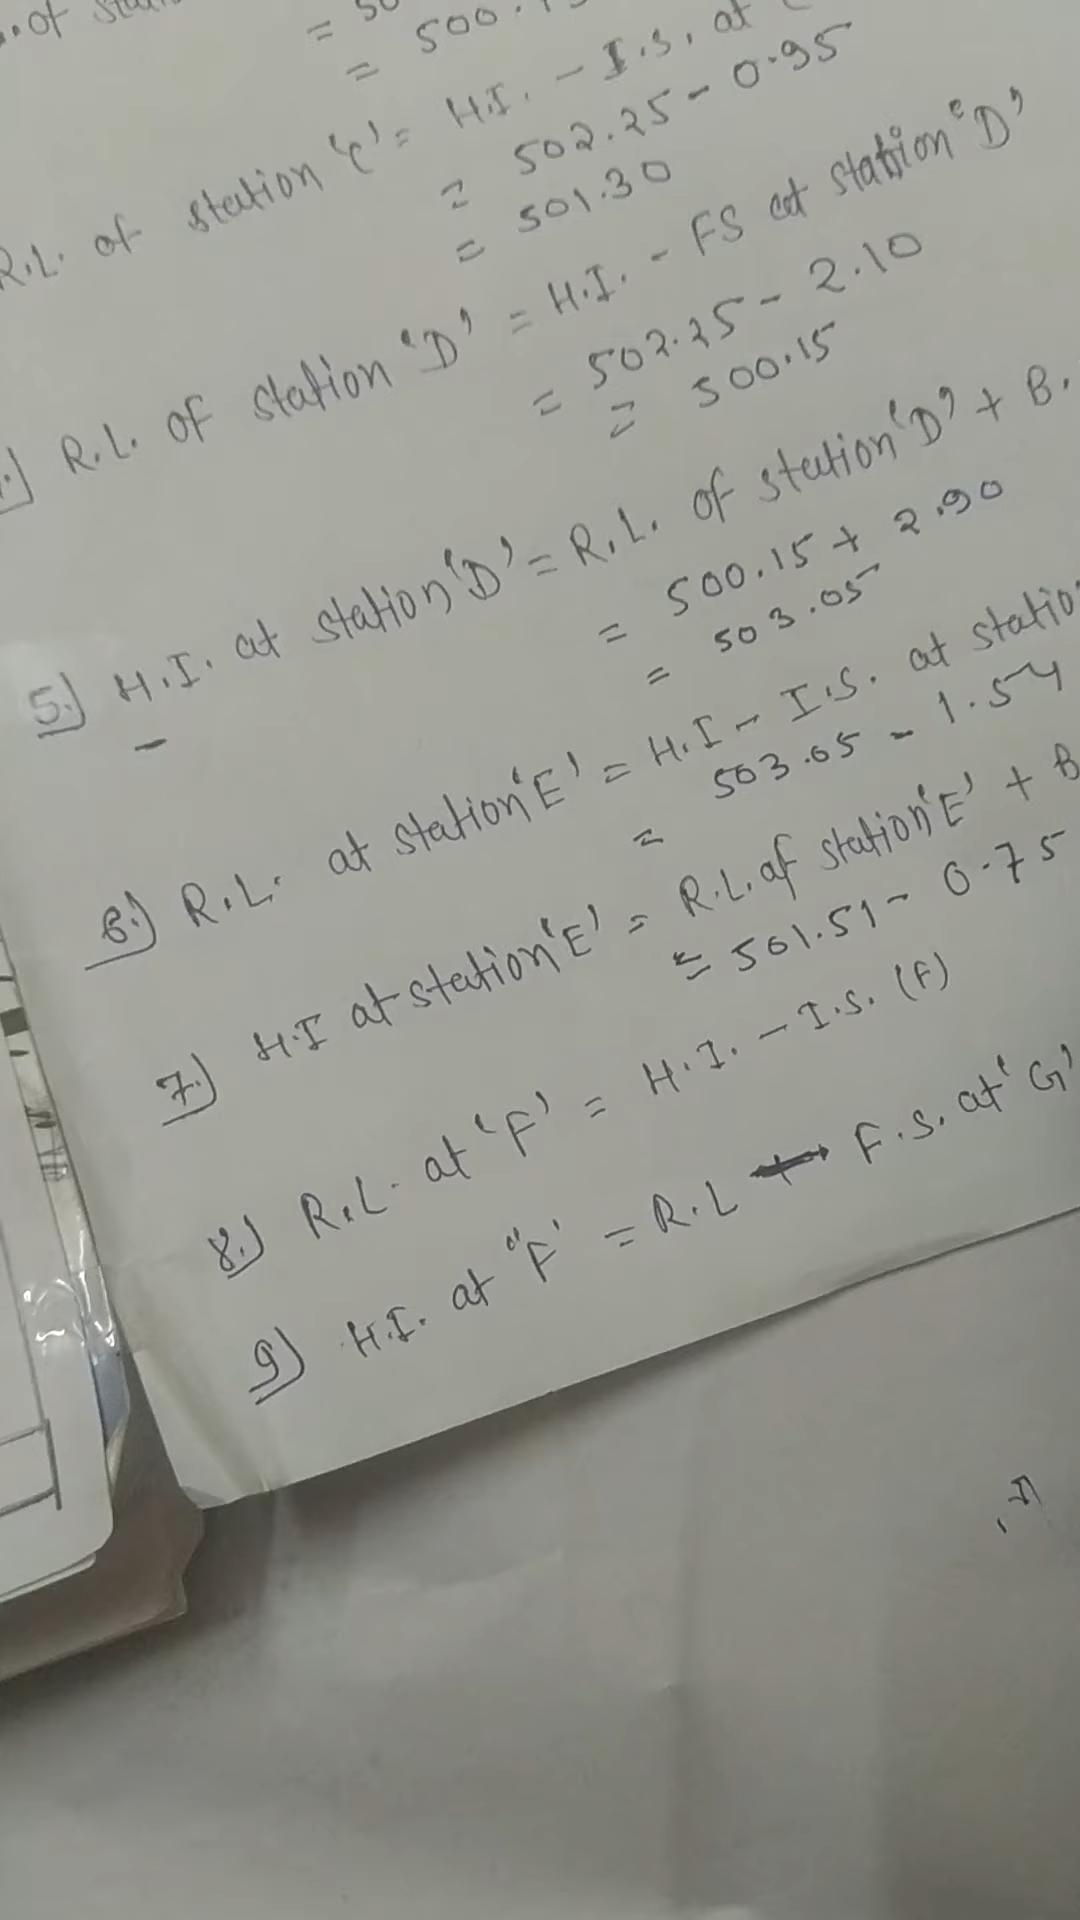 = 500.
R.L. of station 'C' = H.I. - I.S. at
= 502.25 - 0.95
= 501.30
R.L. of station 'D' = H.I. - FS at station 'D'
= 502.25 - 2.10
= 500.15
5.) H.I. at station 'D' = R.L. of station 'D' + B.
= 500.15 + 2.90
= 503.05
6.) R.L. at station 'E' = H.I - I.S. at statio
= 503.05 - 1.54
7.) H.I at station 'E' = R.L. of station 'E' + B
= 501.51 - 0.75
8.) R.L. at 'F' = H.I. - I.S. (F)
9) H.I. at "F' = R.L F.S. at 'G'